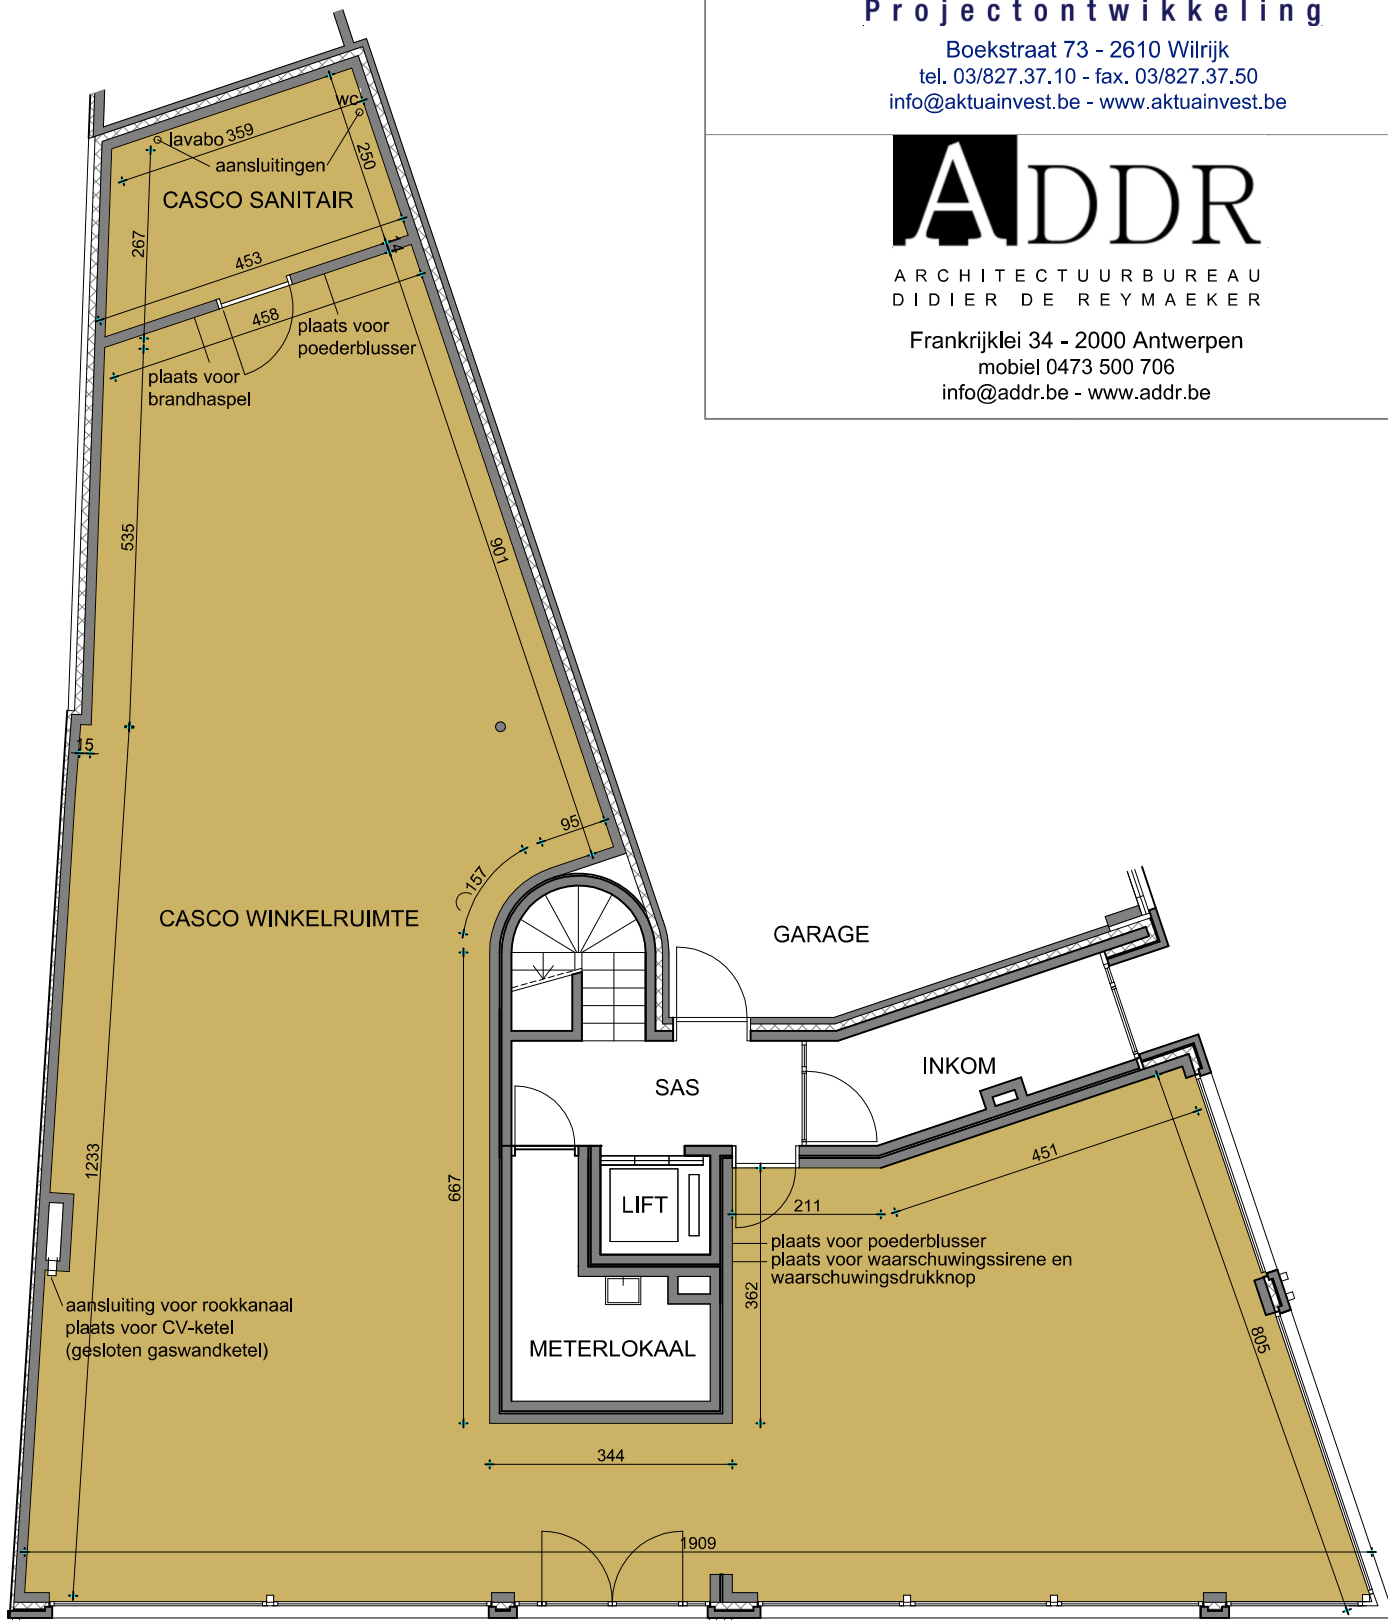 Projectontwikkeling
Boekstraat 73 - 2610 Wilrijk
tel. 03/827.37.10 - fax. 03/827.37.50
info@aktuainvest.be - www.aktuainvest.be
ADDR
ARCHITECTUURBUREAU
DIDIER DE REYMAEKER
Frankrijklei 34 - 2000 Antwerpen
mobiel 0473 500 706
info@addr.be - www.addr.be
wc
lavabo
359
aansluitingen
250
CASCO SANITAIR
267
453
14
458
plaats voor
poederblusser
plaats voor
brandhaspel
535
901
15
95
157
CASCO WINKELRUIMTE
GARAGE
INKOM
SAS
1233
667
451
LIFT
211
plaats voor poederblusser
plaats voor waarschuwingssirene en
waarschuwingsdrukknop
362
aansluiting voor rookkanaal
plaats voor CV-ketel
(gesloten gaswandketel)
805
METERLOKAAL
344
1909